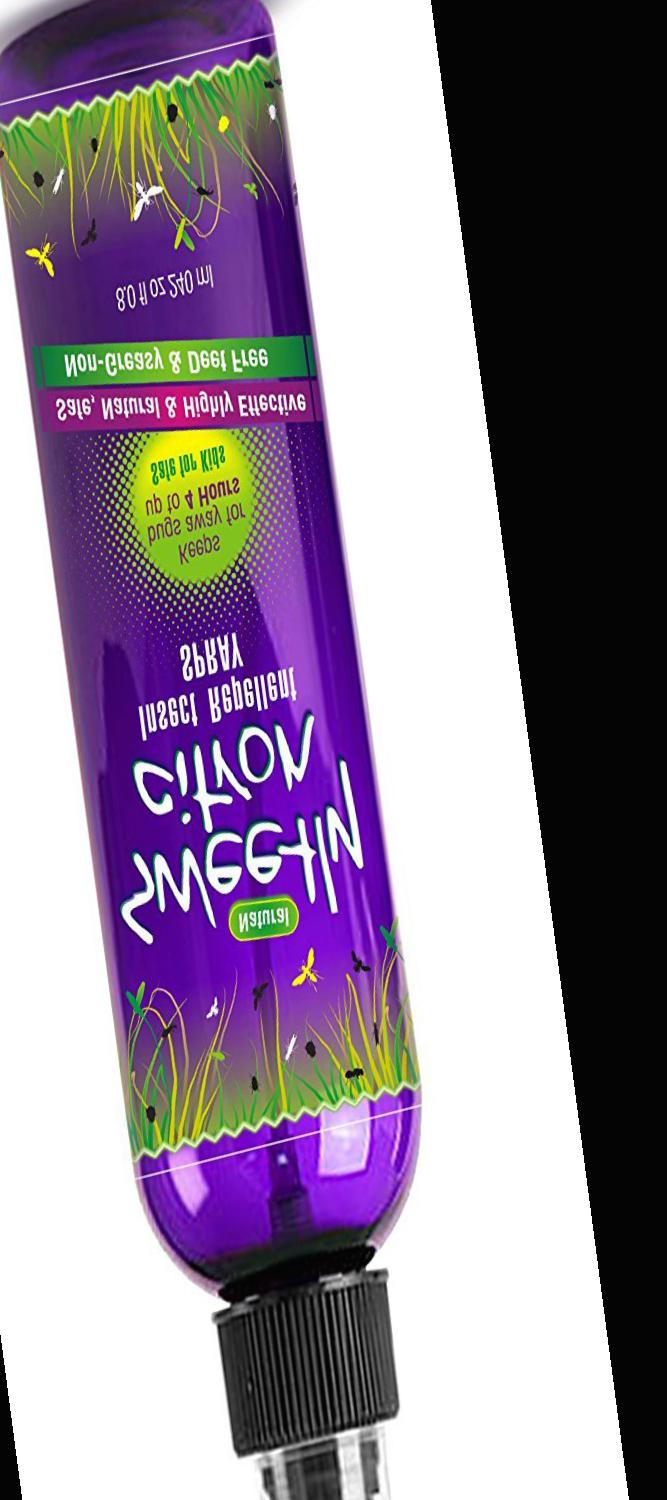 Natural
Sweetly
citron
Insect Repellent
SPRAY
Keeps
bugs away for
up to 4 Hours
Safe for Kids
Safe, Natural & Highly Effective
Non-Greasy & Deet Free
8.0 fl oz 240 ml